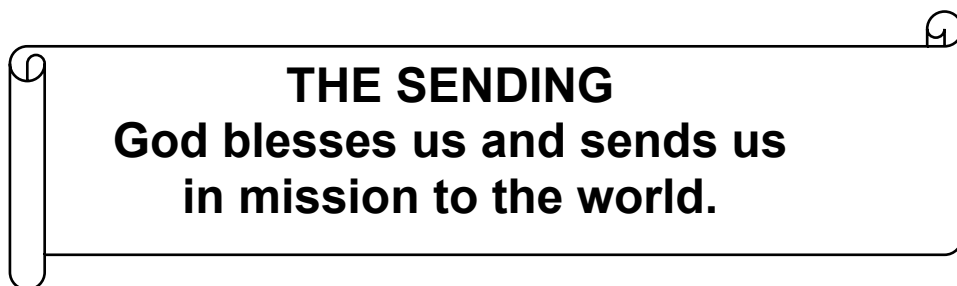 THE SENDING
God blesses us and sends us
in mission to the world.